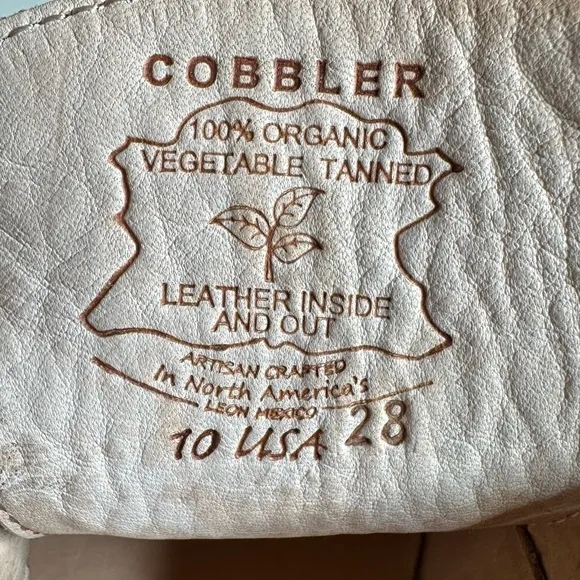 COBBLER
100% ORGANIC
VEGETABLE TANNED
LEATHER INSIDE
AND OUT
ARTISAN CRAFTED
In North America's
LEON MEXICO
10 USA 28